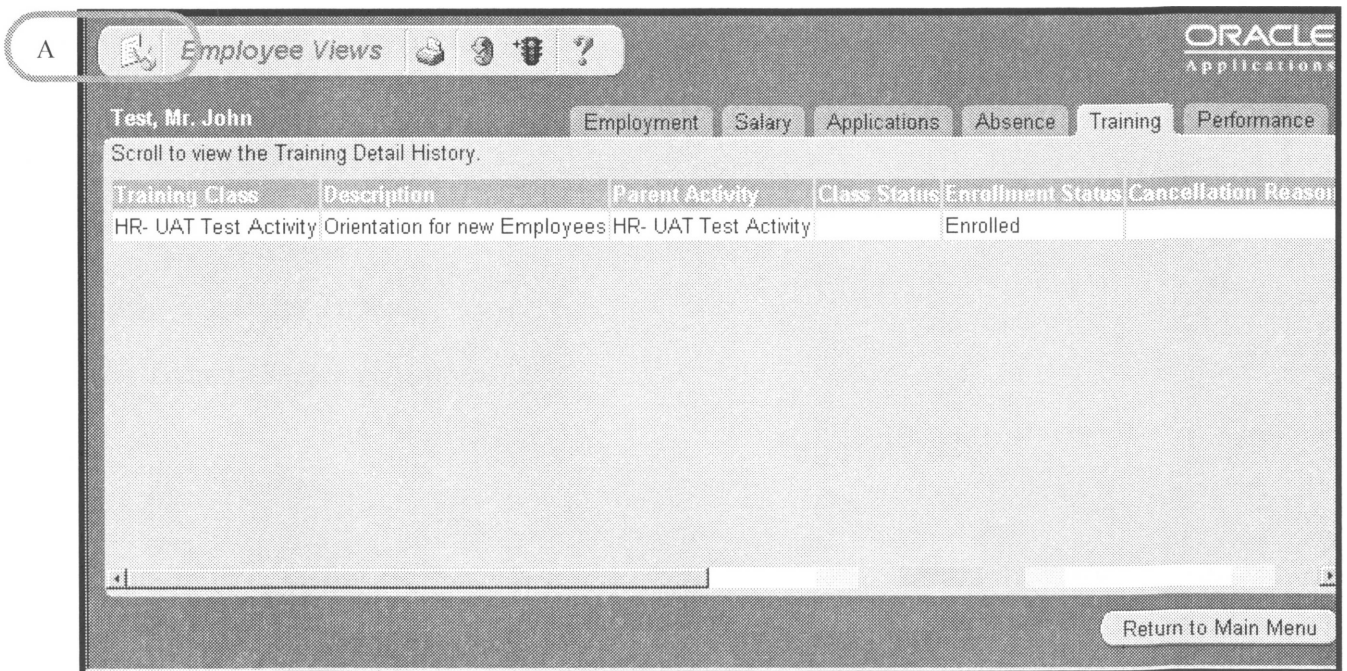 A
Employee Views
ORACLE
Applications
Test, Mr. John
Employment Salary Applications Absence Training Performance
Scroll to view the Training Detail History.
Training Class Description Parent Activity Class Status Enrollment Status Cancellation Reason
HR- UAT Test Activity Orientation for new Employees HR- UAT Test Activity Enrolled
Return to Main Menu